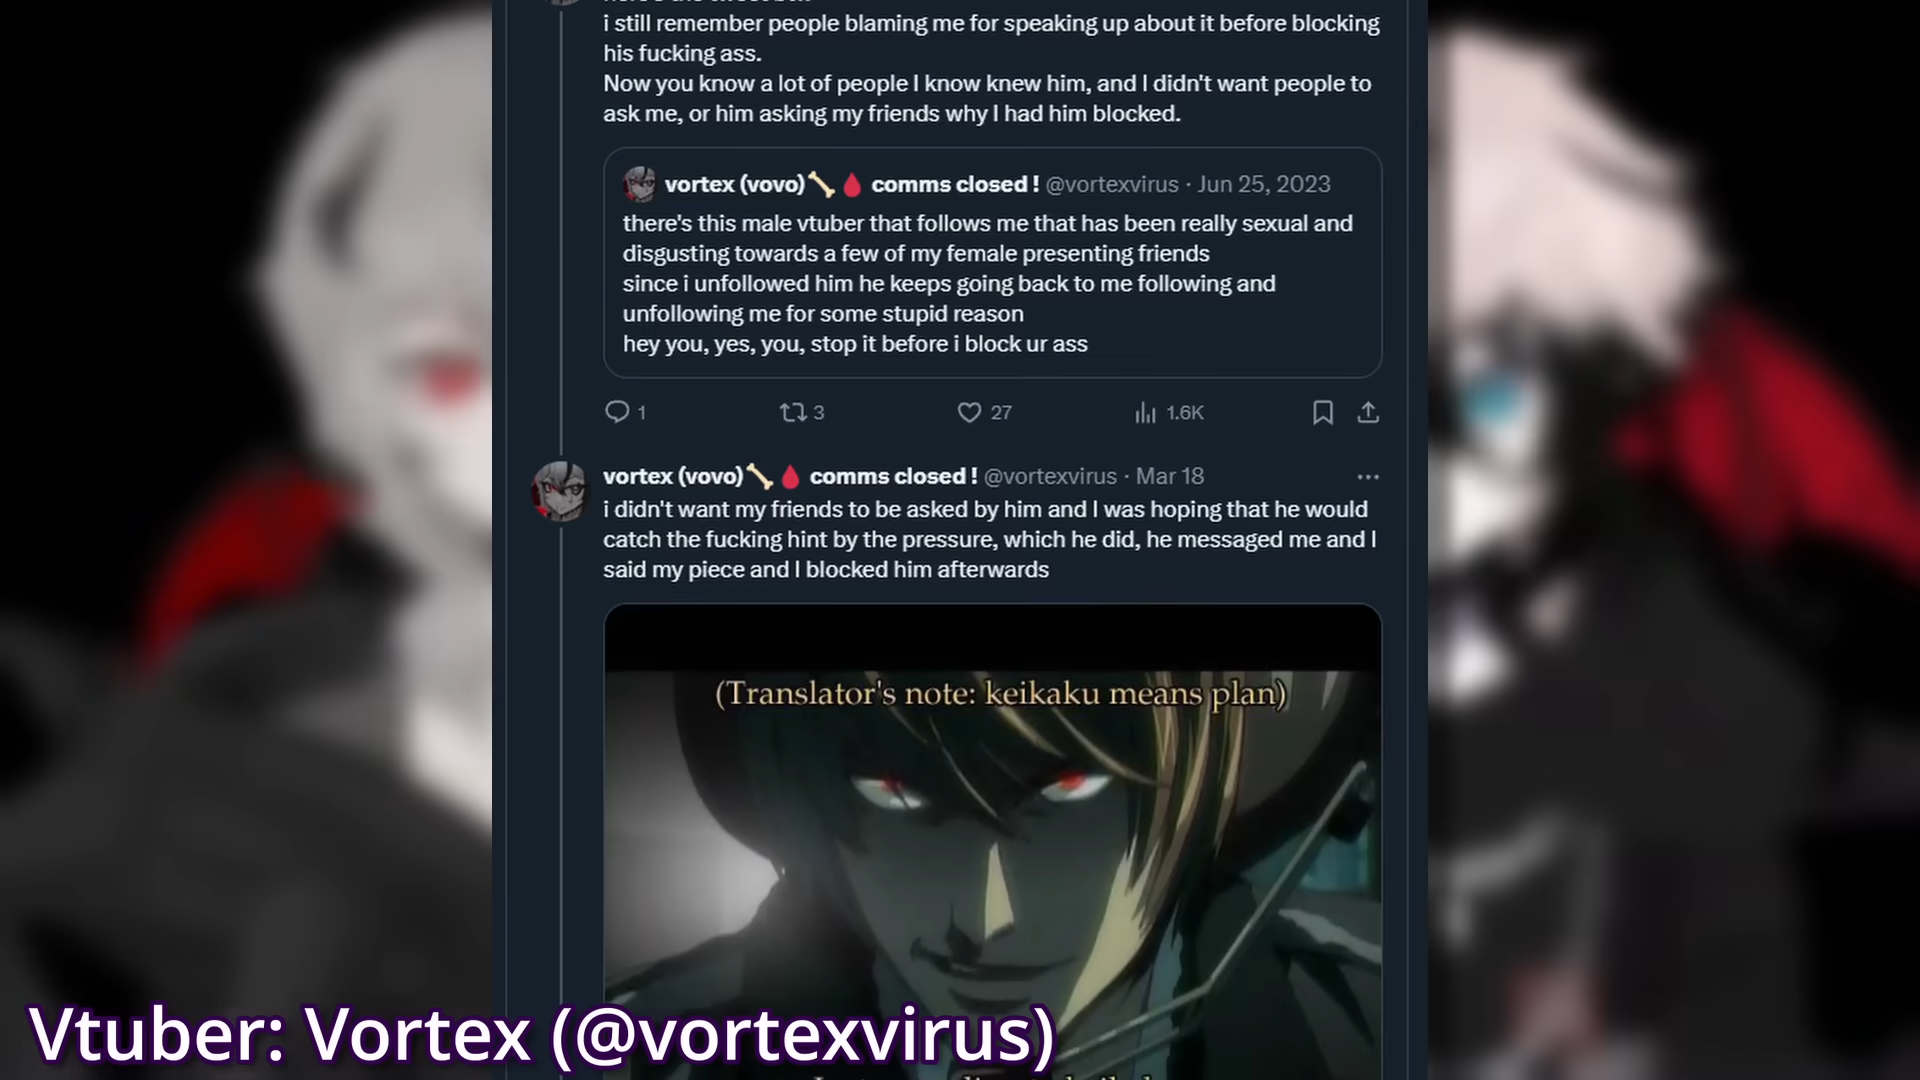 i still remember people blaming me for speaking up about it before blocking
his fucking ass.
Now you know a lot of people I know knew him, and I didn't want people to
ask me, or him asking my friends why I had him blocked.
vortex (vovo)🦴🩸 comms closed ! @vortexvirus · Jun 25, 2023
there's this male vtuber that follows me that has been really sexual and
disgusting towards a few of my female presenting friends
since i unfollowed him he keeps going back to me following and
unfollowing me for some stupid reason
hey you, yes, you, stop it before i block ur ass
1 3 27 1.6K
vortex (vovo)🦴🩸 comms closed ! @vortexvirus · Mar 18
i didn't want my friends to be asked by him and I was hoping that he would
catch the fucking hint by the pressure, which he did, he messaged me and I
said my piece and I blocked him afterwards
(Translator's note: keikaku means plan)
Vtuber: Vortex (@vortexvirus)